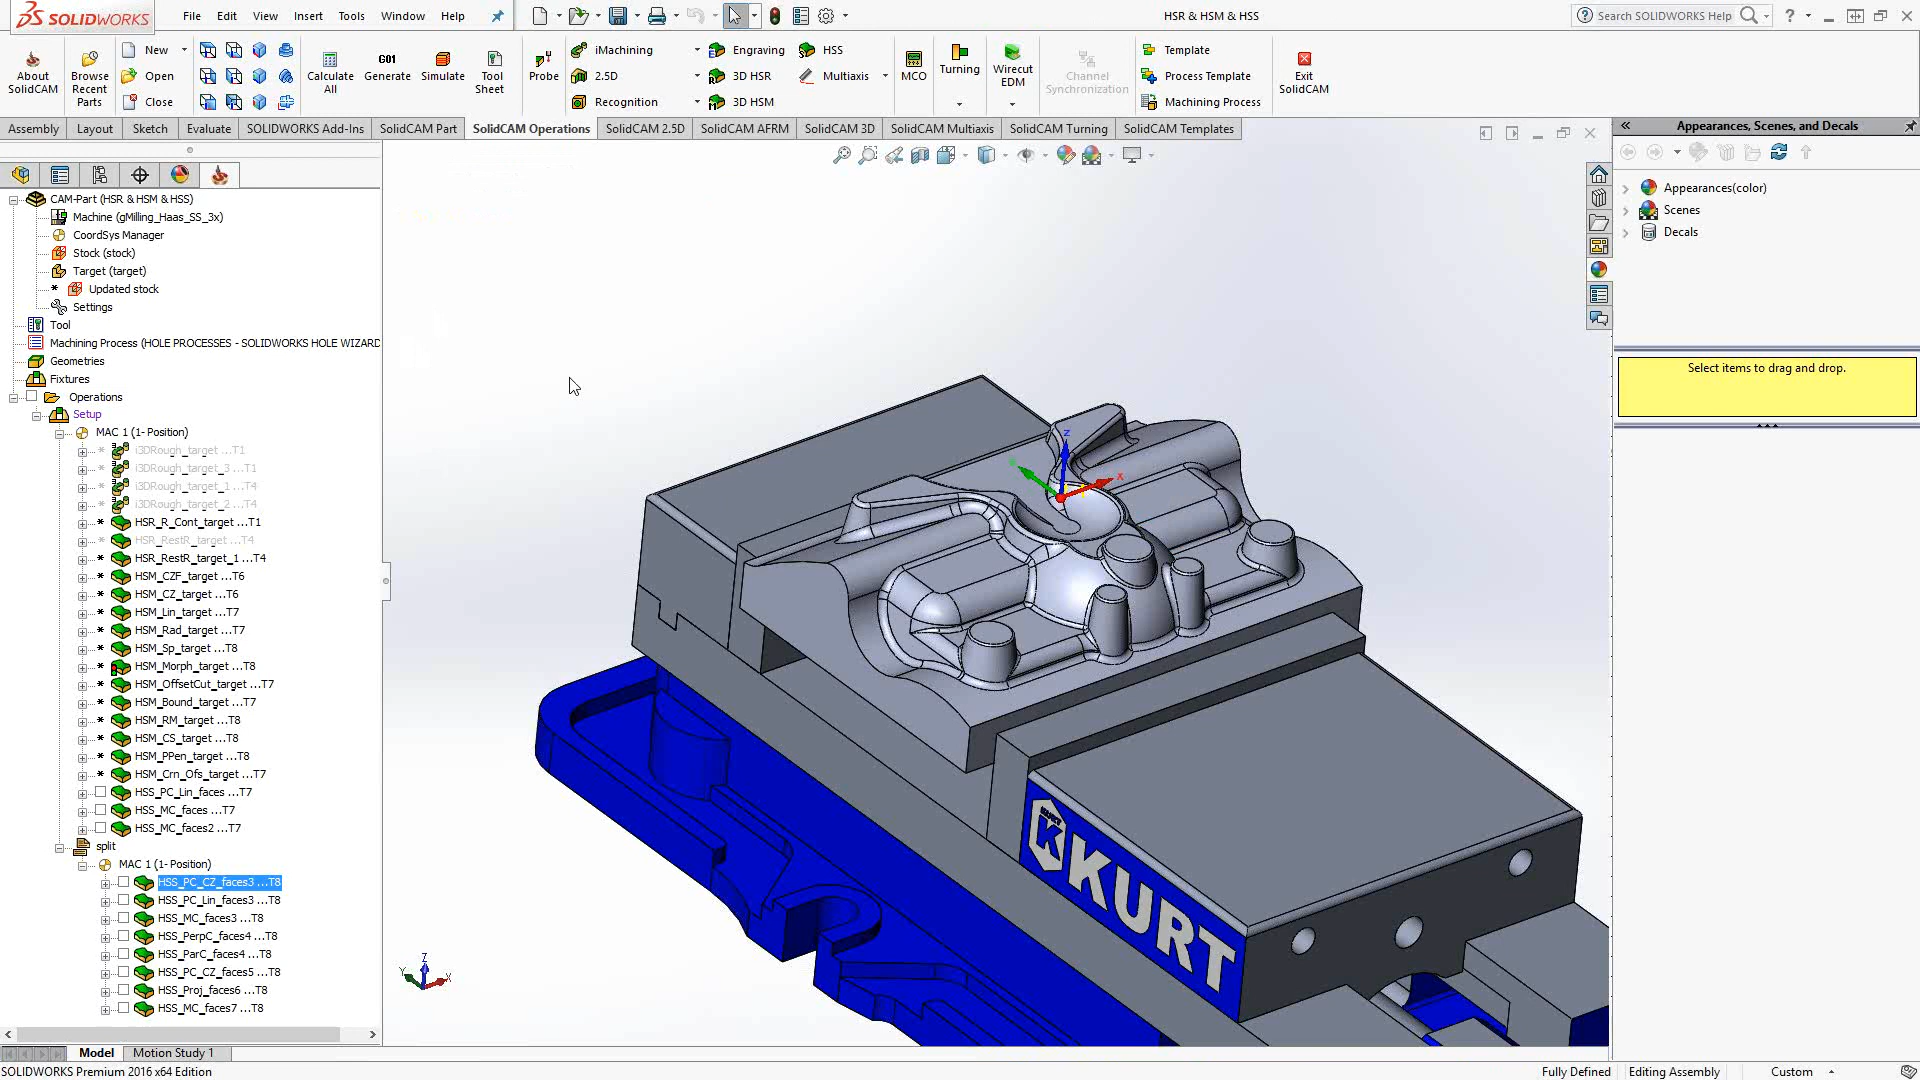 SOLIDWORKS
File Edit View Insert Tools Window Help
HSR & HSM & HSS
Search SOLIDWORKS Help
About SolidCAM
Browse Recent Parts
New
Open
Close
Calculate All
G01
Generate
Simulate
Tool Sheet
Probe
iMachining
2.5D
Recognition
Engraving
3D HSR
3D HSM
HSS
Multiaxis
MCO
Turning
Wirecut EDM
Channel Synchronization
Template
Process Template
Machining Process
Exit SolidCAM
Assembly Layout Sketch Evaluate SOLIDWORKS Add-Ins SolidCAM Part SolidCAM Operations SolidCAM 2.5D SolidCAM AFRM SolidCAM 3D SolidCAM Multiaxis SolidCAM Turning SolidCAM Templates
Appearances, Scenes, and Decals
CAM-Part (HSR & HSM & HSS)
Machine (gMilling_Haas_SS_3x)
CoordSys Manager
Stock (stock)
Target (target)
Updated stock
Settings
Tool
Machining Process (HOLE PROCESSES - SOLIDWORKS HOLE WIZARD
Geometries
Fixtures
Operations
Setup
MAC 1 (1- Position)
i3DRough_target ...T1
i3DRough_target_3 ...T1
i3DRough_target_1 ...T4
i3DRough_target_2 ...T4
HSR_R_Cont_target ...T1
HSR_RestR_target ...T4
HSR_RestR_target_1 ...T4
HSM_CZF_target ...T6
HSM_CZ_target ...T6
HSM_Lin_target ...T7
HSM_Rad_target ...T7
HSM_Sp_target ...T8
HSM_Morph_target ...T8
HSM_OffsetCut_target ...T7
HSM_Bound_target ...T7
HSM_RM_target ...T8
HSM_CS_target ...T8
HSM_PPen_target ...T8
HSM_Crn_Ofs_target ...T7
HSS_PC_Lin_faces ...T7
HSS_MC_faces ...T7
HSS_MC_faces2 ...T7
split
MAC 1 (1- Position)
HSS_PC_CZ_faces3 ...T8
HSS_PC_Lin_faces3 ...T8
HSS_MC_faces3 ...T8
HSS_PerpC_faces4 ...T8
HSS_ParC_faces4 ...T8
HSS_PC_CZ_faces5 ...T8
HSS_Proj_faces6 ...T8
HSS_MC_faces7 ...T8
Appearances(color)
Scenes
Decals
Select items to drag and drop.
Z
X
K KURT
Z
Y
X
Model Motion Study 1
SOLIDWORKS Premium 2016 x64 Edition
Fully Defined Editing Assembly Custom